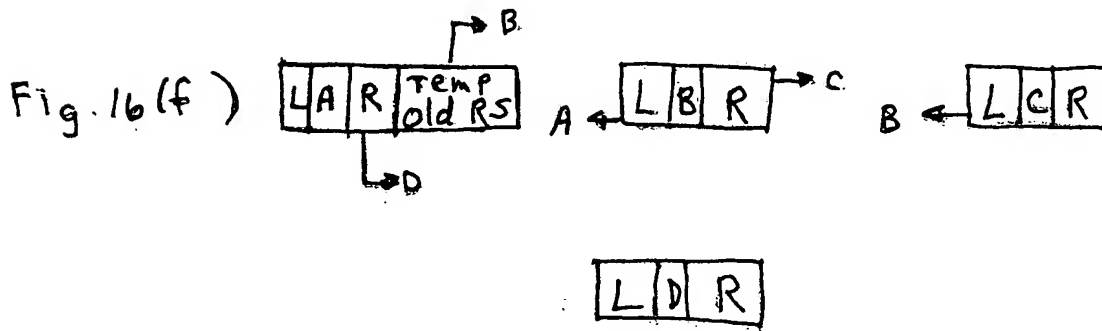 B.
Fig. 16(f) L A R Temp old RS
A L B R C.
B L C R
D
L D R